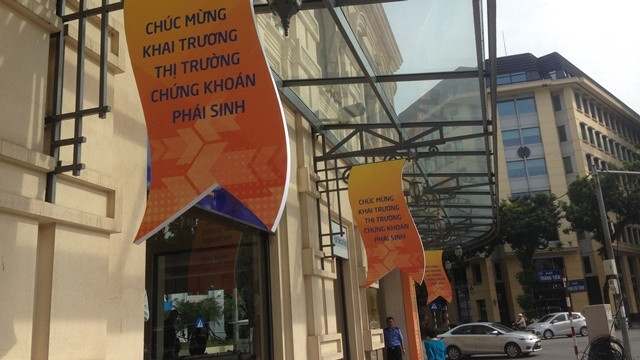 CHÚC MỪNG
KHAI TRƯƠNG
THỊ TRƯỜNG
CHỨNG KHOÁN
PHÁI SINH
CHÚC MỪNG
KHAI TRƯƠNG
THỊ TRƯỜNG
CHỨNG KHOÁN
PHÁI SINH